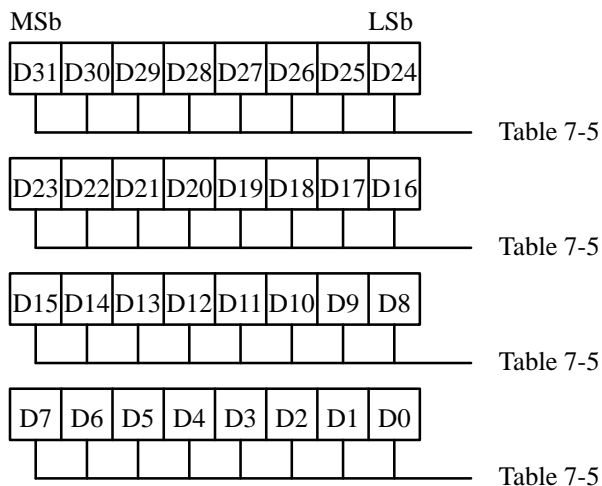 MSb LSb
D31 D30 D29 D28 D27 D26 D25 D24
Table 7-5
D23 D22 D21 D20 D19 D18 D17 D16
Table 7-5
D15 D14 D13 D12 D11 D10 D9 D8
Table 7-5
D7 D6 D5 D4 D3 D2 D1 D0
Table 7-5